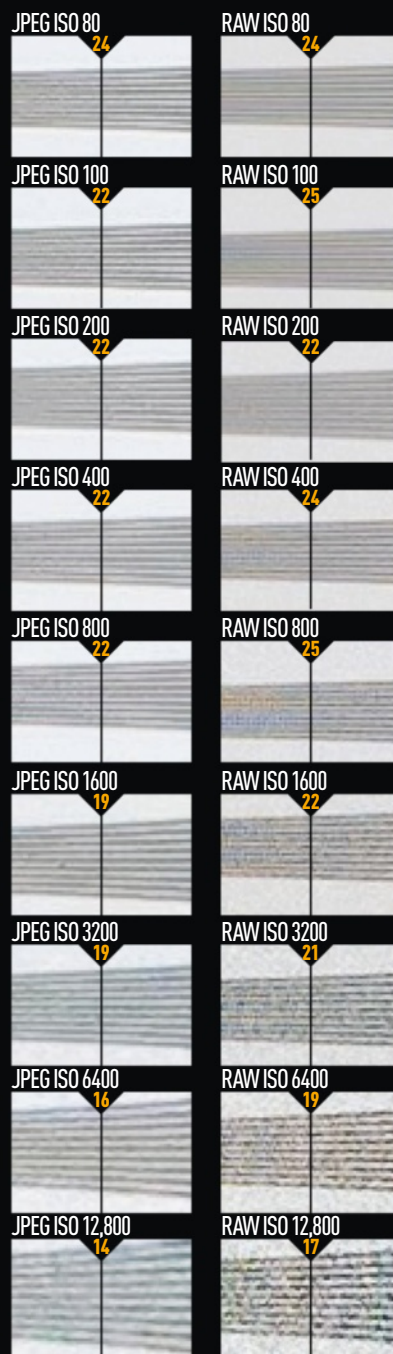 JPEG ISO 80 RAW ISO 80
24 24
JPEG ISO 100 RAW ISO 100
22 25
JPEG ISO 200 RAW ISO 200
22 22
JPEG ISO 400 RAW ISO 400
22 24
JPEG ISO 800 RAW ISO 800
22 25
JPEG ISO 1600 RAW ISO 1600
19 22
JPEG ISO 3200 RAW ISO 3200
19 21
JPEG ISO 6400 RAW ISO 6400
16 19
JPEG ISO 12,800 RAW ISO 12,800
14 17